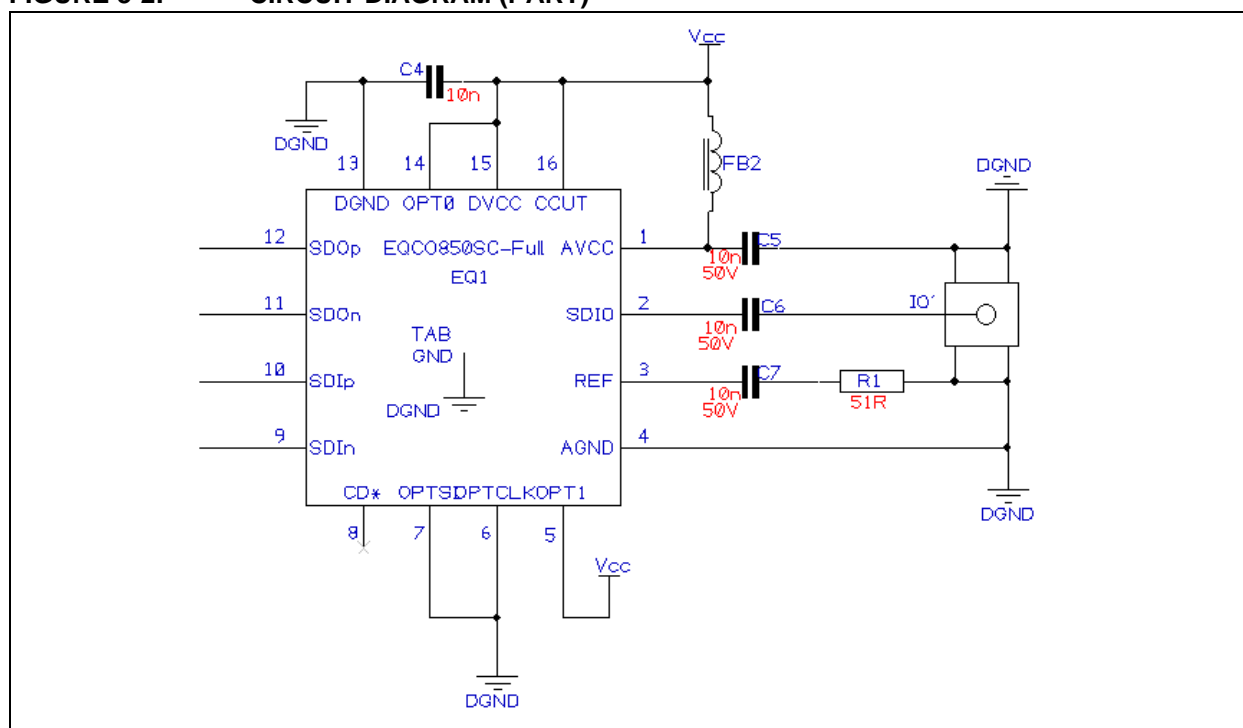 FIGURE 3-2: CIRCUIT DIAGRAM (PART)
Vcc
C4
10n
DGND
13 14 15 16
FB2
DGND
DGND OPT0 DVCC CCUT
12 SDOp EQCO850SC-Full AVCC 1 C5
10n
50V
EQ1
11 SDOn SDIO 2 C6 IO'
10n
50V
TAB
GND
10 SDIp REF 3 C7 R1
10n
50V
51R
DGND
9 SDIn AGND 4
CD* OPTSDOPTCLKOPT1
DGND
8 7 6 5
Vcc
DGND